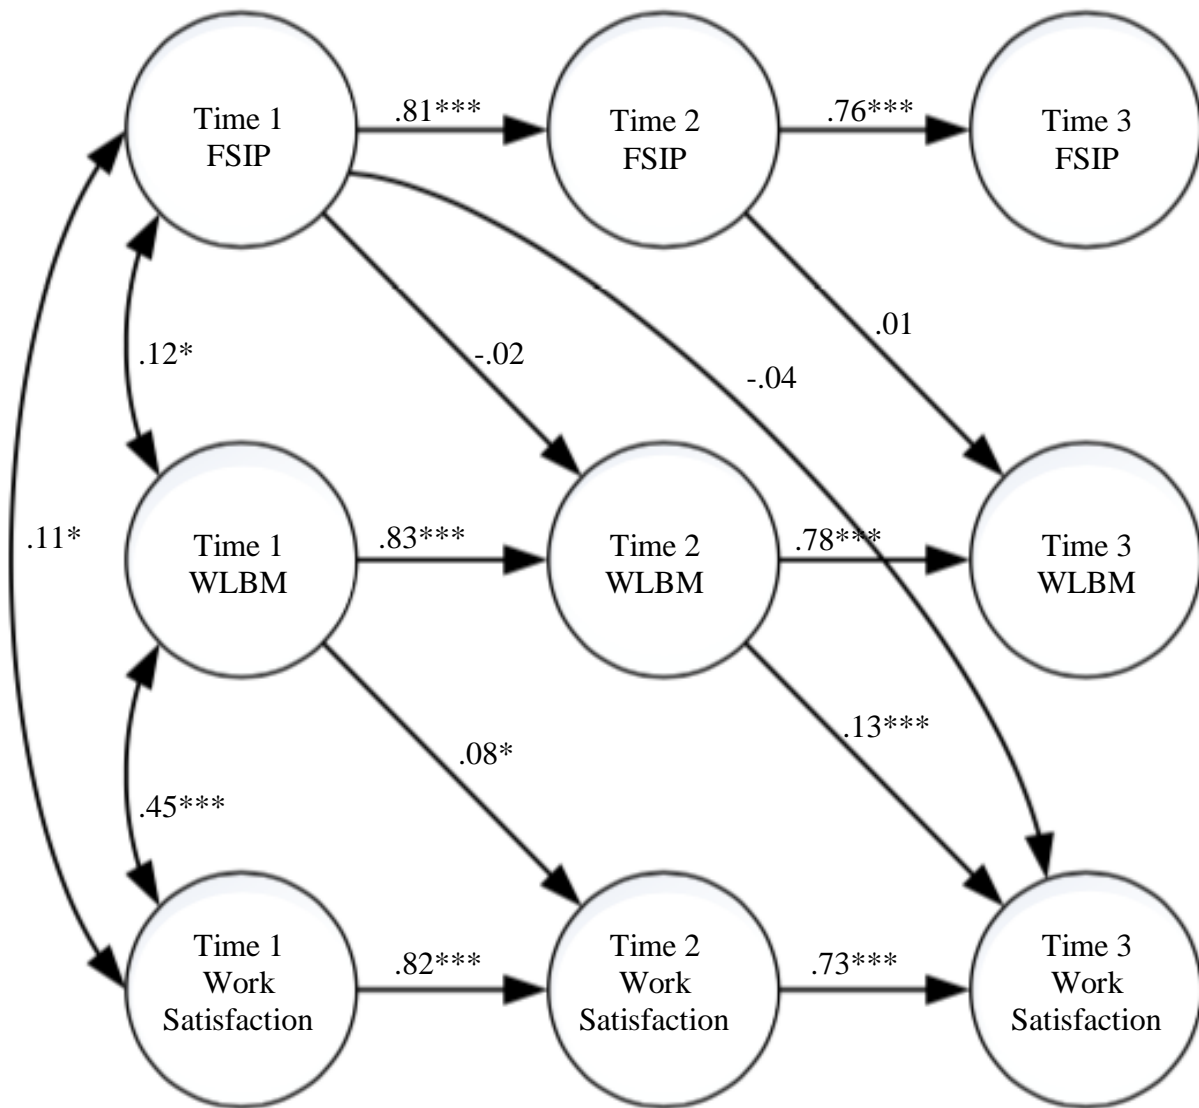 Time 1
FSIP
.81***
Time 2
FSIP
.76***
Time 3
FSIP
.12*
-.02
-.04
.01
.11*
Time 1
WLBM
.83***
Time 2
WLBM
.78***
Time 3
WLBM
.45***
.08*
.13***
Time 1
Work
Satisfaction
.82***
Time 2
Work
Satisfaction
.73***
Time 3
Work
Satisfaction